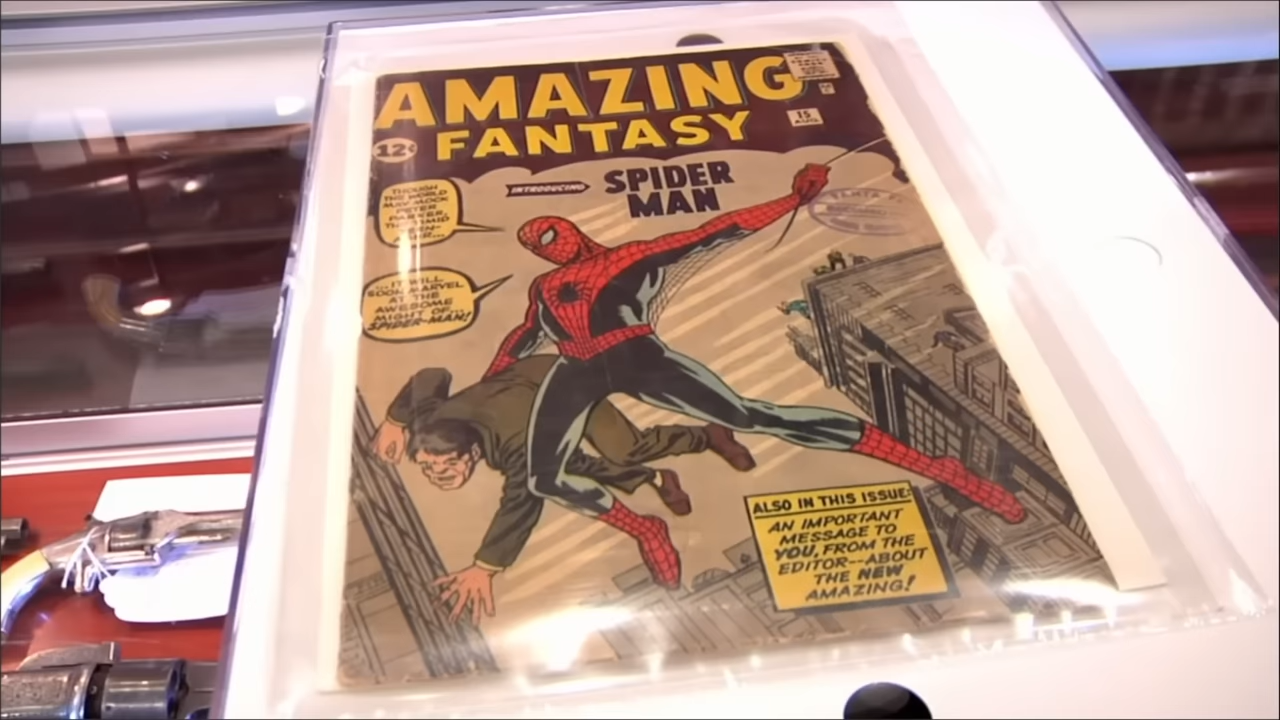 AMAZING
FANTASY
12¢
15
AUG.
INTRODUCING
SPIDER
MAN
THOUGH
THE WORLD
MAY MOCK
PETER
PARKER,
THE TIMID
TEEN-
AGER...
...IT WILL
SOON MARVEL
AT THE
AWESOME
MIGHT OF...
SPIDER-MAN!
ALSO IN THIS ISSUE:
AN IMPORTANT
MESSAGE TO
YOU, FROM THE
EDITOR--ABOUT
THE NEW
AMAZING!